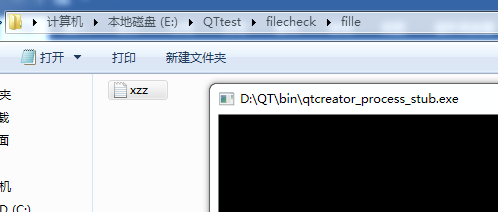 计算机 本地磁盘 (E:) QTtest filecheck fille
打开 打印 新建文件夹
夹
xzz
D:\QT\bin\qtcreator_process_stub.exe
载
面
机
D (C:)